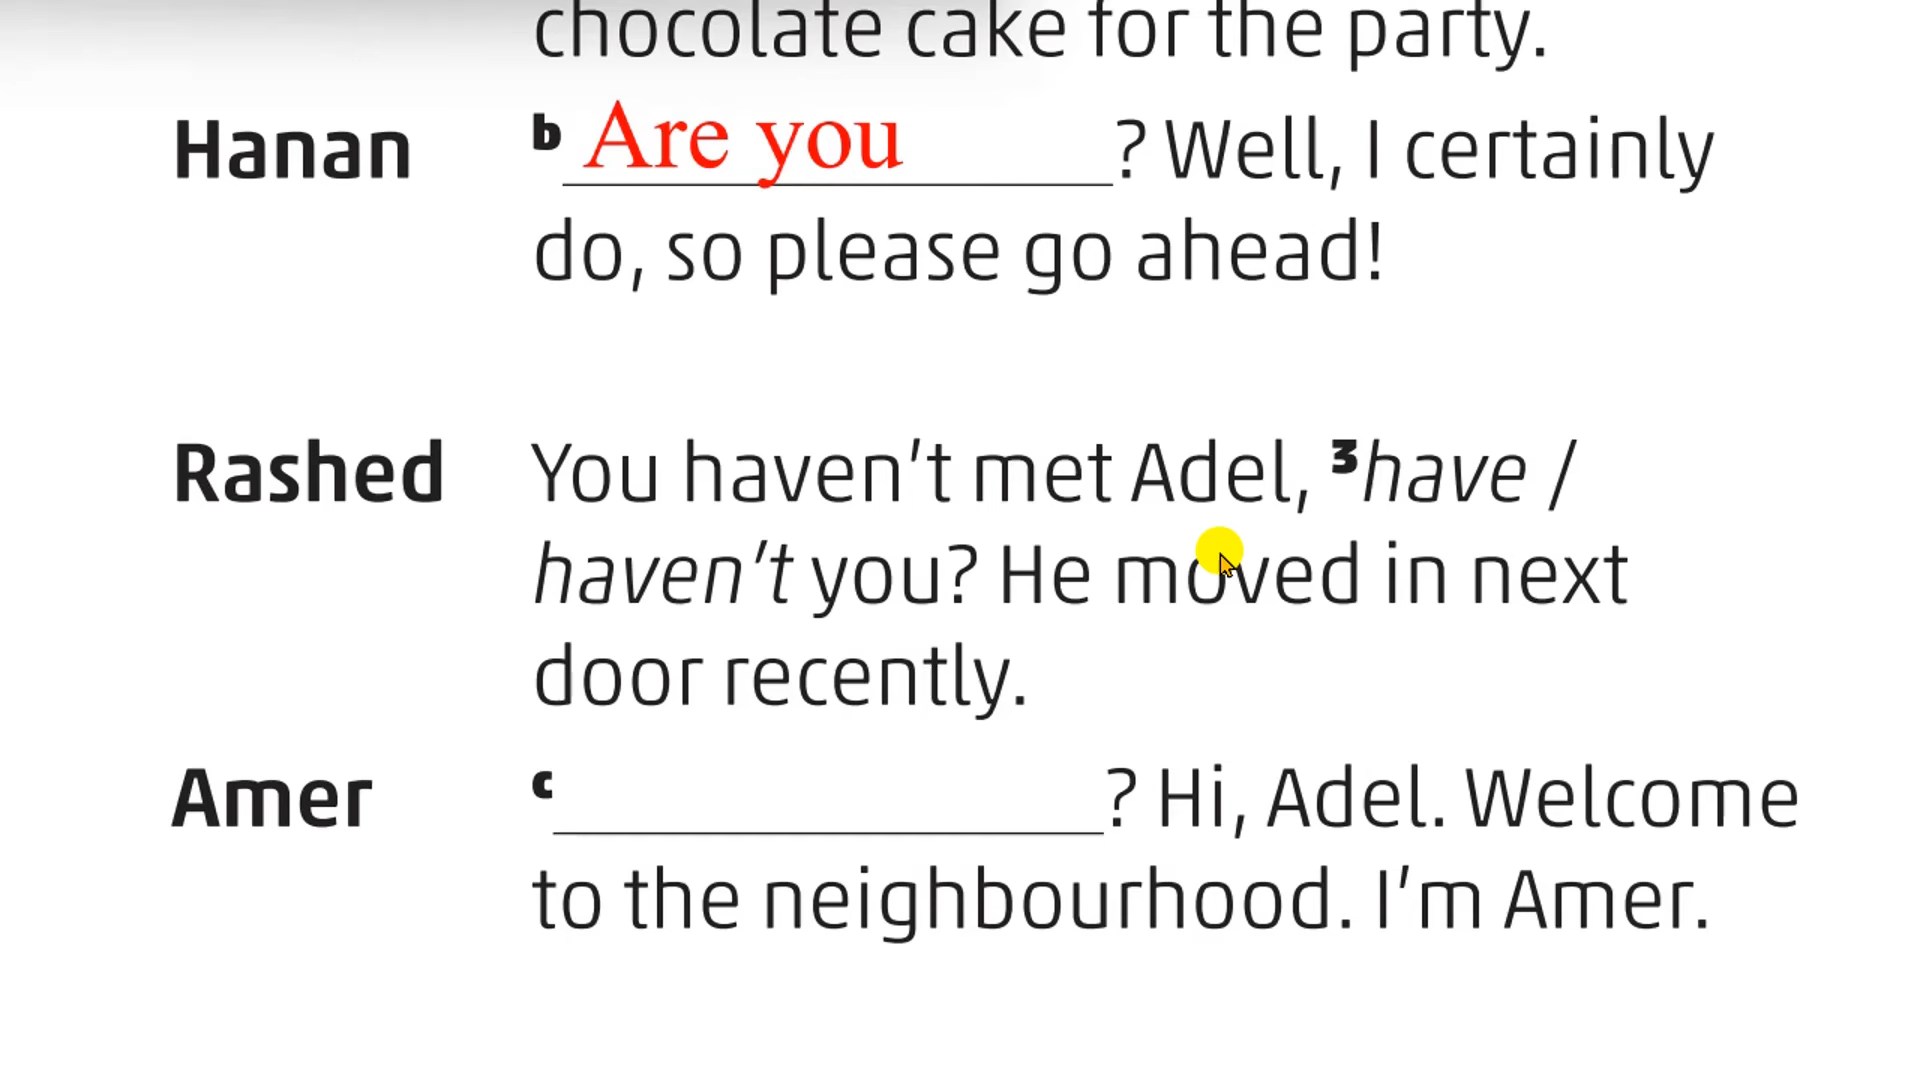 chocolate cake for the party.
Hanan b Are you ? Well, I certainly
do, so please go ahead!
Rashed You haven't met Adel, 3have /
haven't you? He moved in next
door recently.
Amer c ? Hi, Adel. Welcome
to the neighbourhood. I'm Amer.